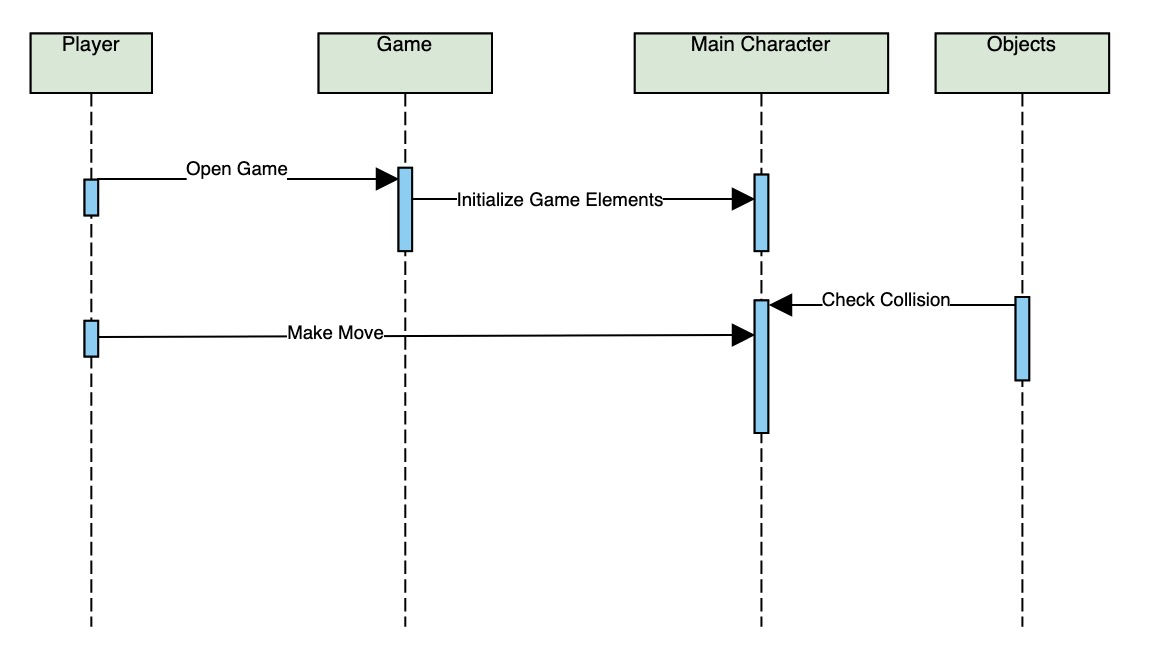 Player
Game
Main Character
Objects
Open Game
Initialize Game Elements
Check Collision
Make Move